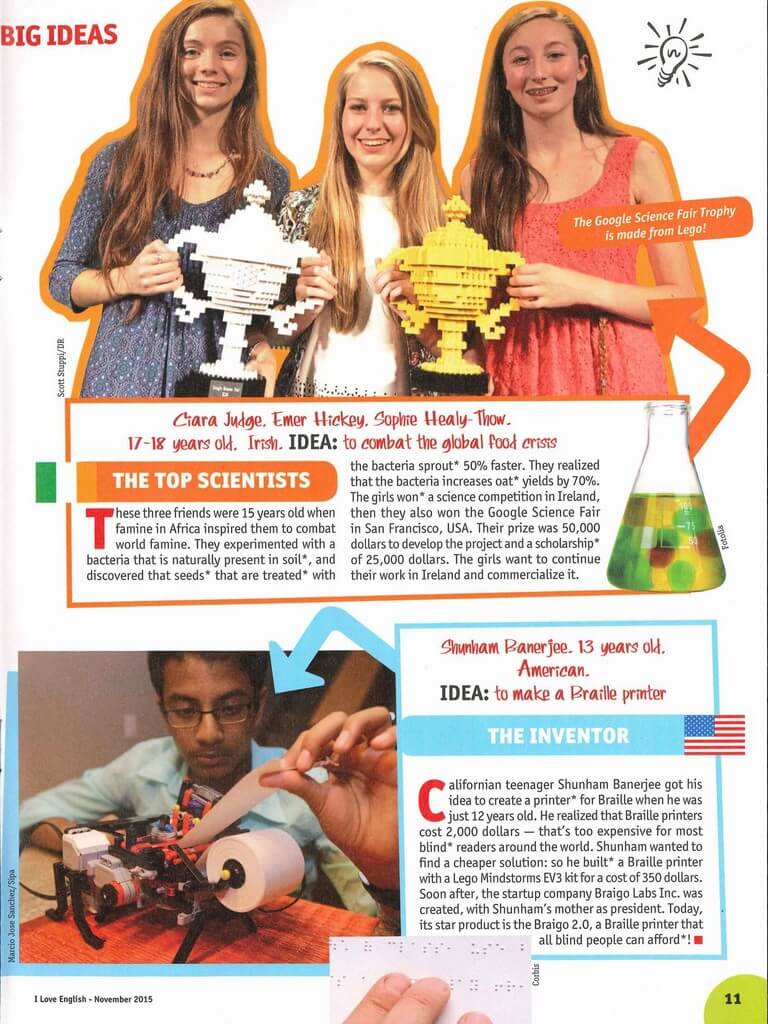 BIG IDEAS
The Google Science Fair Trophy
is made from Lego!
Scott Stuppi/DR
Ciara Judge, Emer Hickey, Sophie Healy-Thow.
17-18 years old. Irish. IDEA: to combat the global food crisis
THE TOP SCIENTISTS
These three friends were 15 years old when
famine in Africa inspired them to combat
world famine. They experimented with a
bacteria that is naturally present in soil*, and
discovered that seeds* that are treated* with
the bacteria sprout* 50% faster. They realized
that the bacteria increases oat* yields by 70%.
The girls won* a science competition in Ireland,
then they also won the Google Science Fair
in San Francisco, USA. Their prize was 50,000
dollars to develop the project and a scholarship*
of 25,000 dollars. The girls want to continue
their work in Ireland and commercialize it.
Fotolia
Shunham Banerjee. 13 years old.
American.
IDEA: to make a Braille printer
THE INVENTOR
Californian teenager Shunham Banerjee got his
idea to create a printer* for Braille when he was
just 12 years old. He realized that Braille printers
cost 2,000 dollars — that's too expensive for most
blind* readers around the world. Shunham wanted to
find a cheaper solution: so he built* a Braille printer
with a Lego Mindstorms EV3 kit for a cost of 350 dollars.
Soon after, the startup company Braigo Labs Inc. was
created, with Shunham's mother as president. Today,
its star product is the Braigo 2.0, a Braille printer that
all blind people can afford*!
Marcio Jose Sanchez/Sipa
Corbis
I Love English - November 2015
11